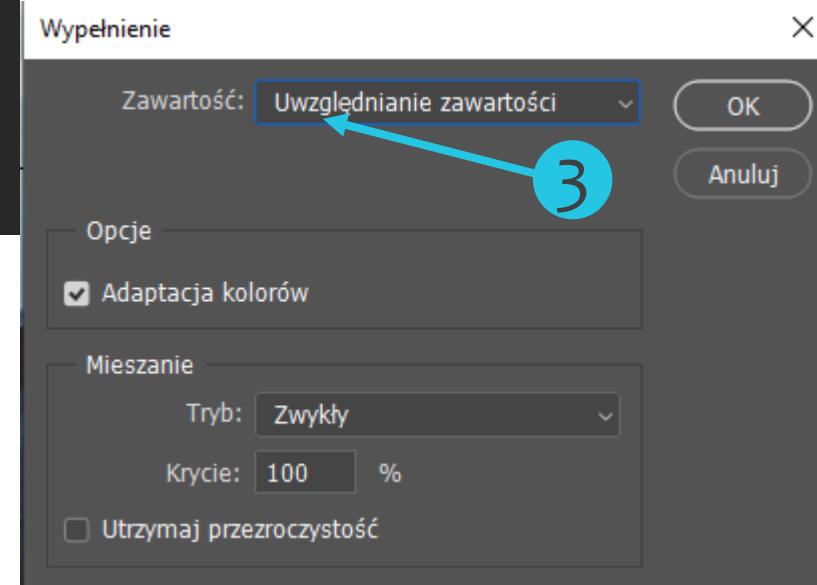 Wypełnienie
Zawartość: Uwzględnianie zawartości
OK
3
Anuluj
Opcje
Adaptacja kolorów
Mieszanie
Tryb: Zwykły
Krycie: 100 %
Utrzymaj przezroczystość